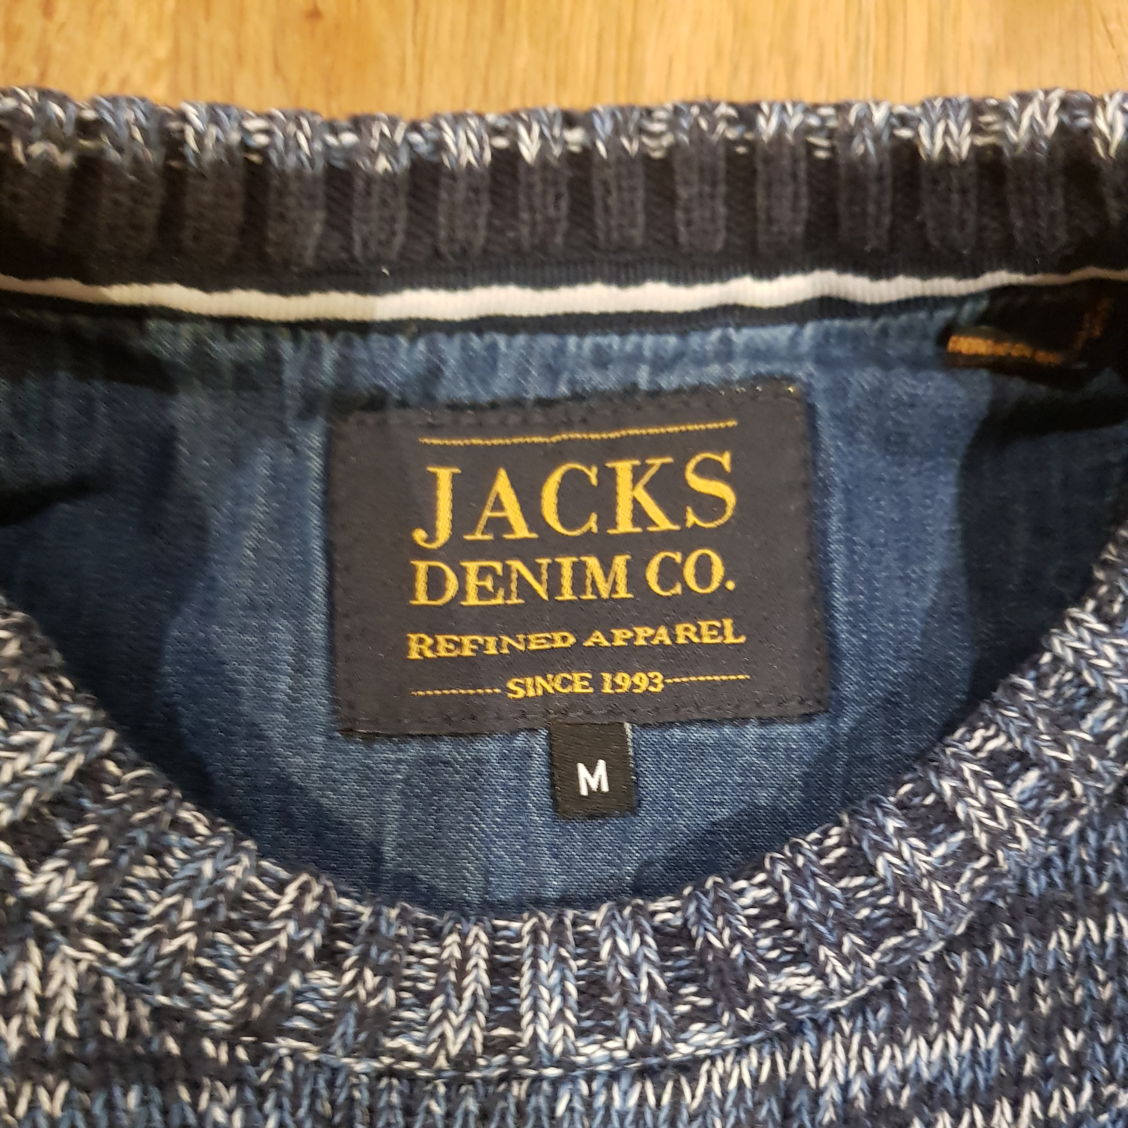 JACKS
DENIM CO.
REFINED APPAREL
SINCE 1993
M